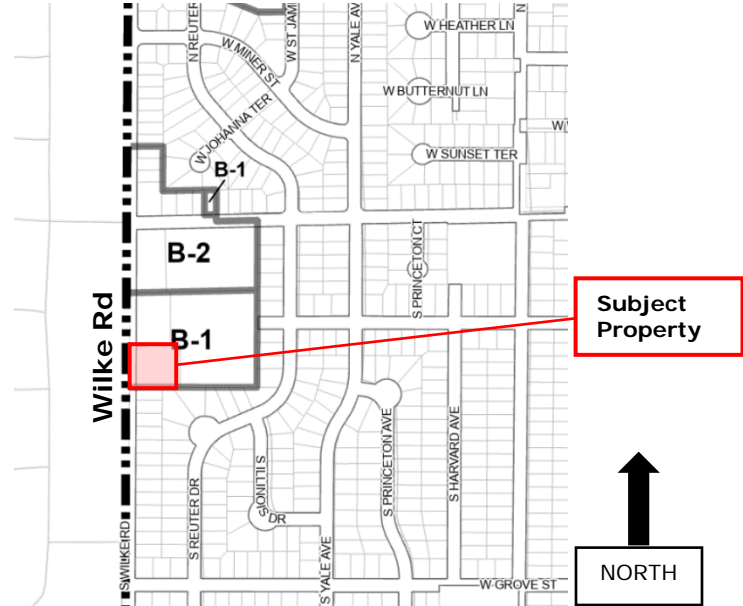 N REUTER
W ST JAM
N YALE AV
W HEATHER LN
N
W MINER ST
W BUTTERNUT LN
W JOHANNA TER
W
W SUNSET TER
B-1
B-2
S PRINCETON CT
Subject
Property
B-1
Wilke Rd
S HARVARD AVE
S PRINCETON AVE
S ILLINOIS DR
S REUTER DR
S WILKE RD
S YALE AVE
W GROVE ST
NORTH